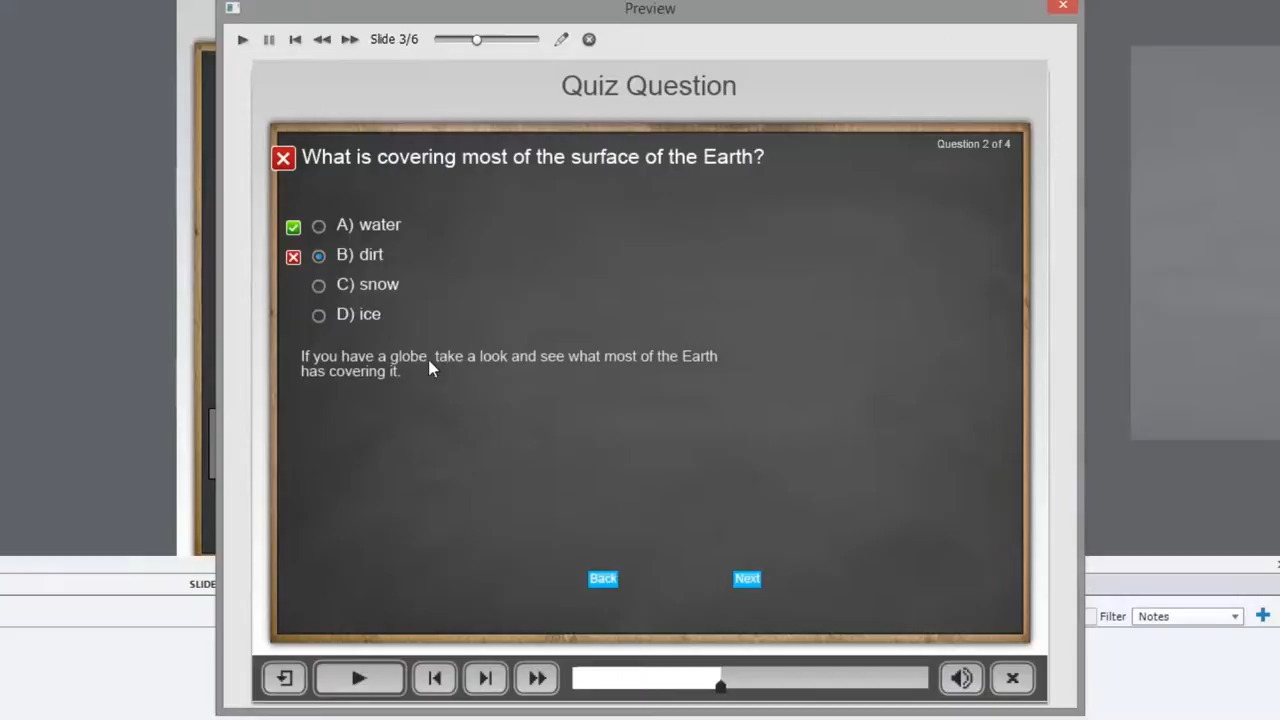 Preview
Slide 3/6
Quiz Question
Question 2 of 4
What is covering most of the surface of the Earth?
A) water
B) dirt
C) snow
D) ice
If you have a globe, take a look and see what most of the Earth
has covering it.
Back
Next
SLIDE
Filter
Notes